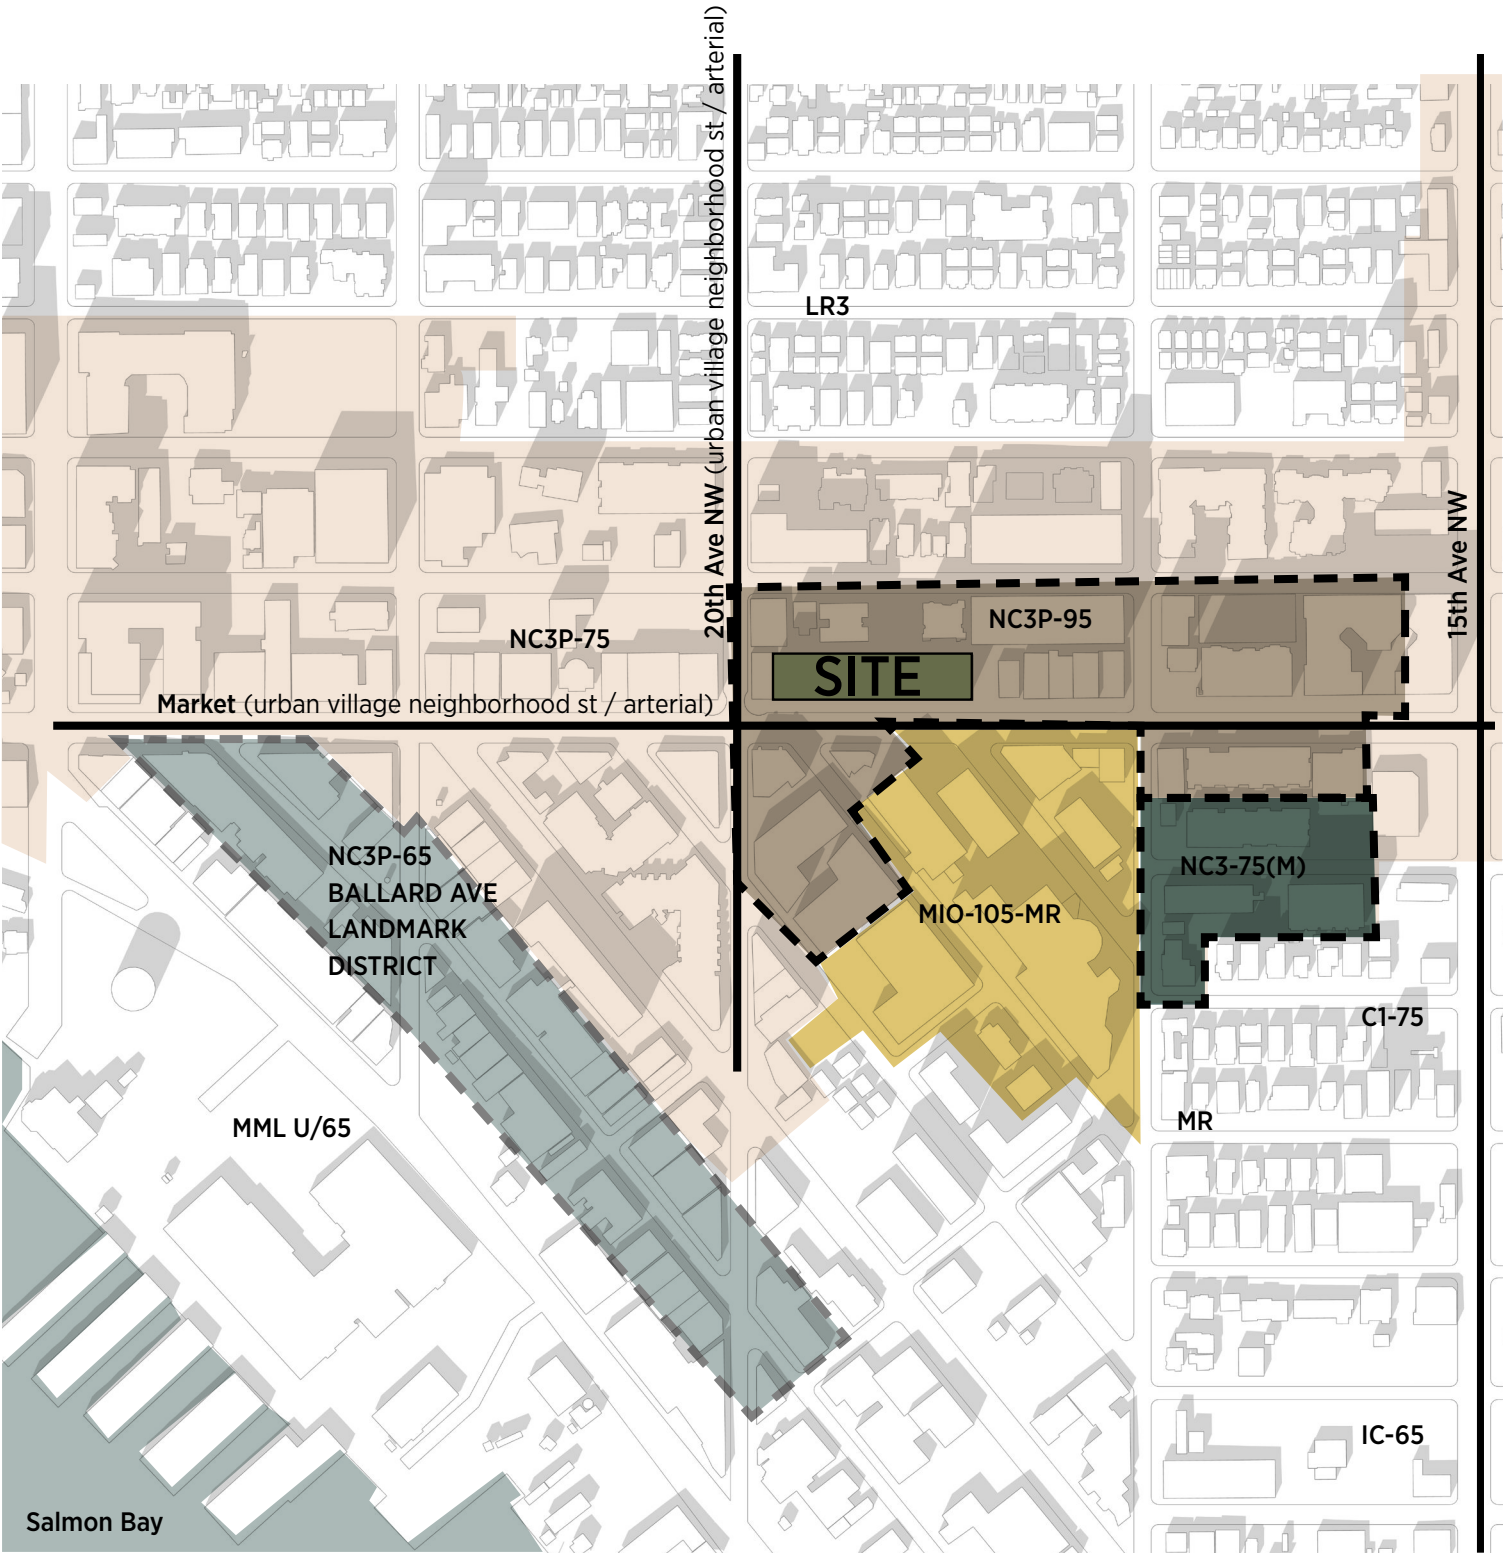 20th Ave NW (urban village neighborhood st / arterial)
LR3
15th Ave NW
NC3P-95
NC3P-75
SITE
Market (urban village neighborhood st / arterial)
NC3P-65
BALLARD AVE
LANDMARK
DISTRICT
NC3-75(M)
MIO-105-MR
C1-75
MR
MML U/65
IC-65
Salmon Bay